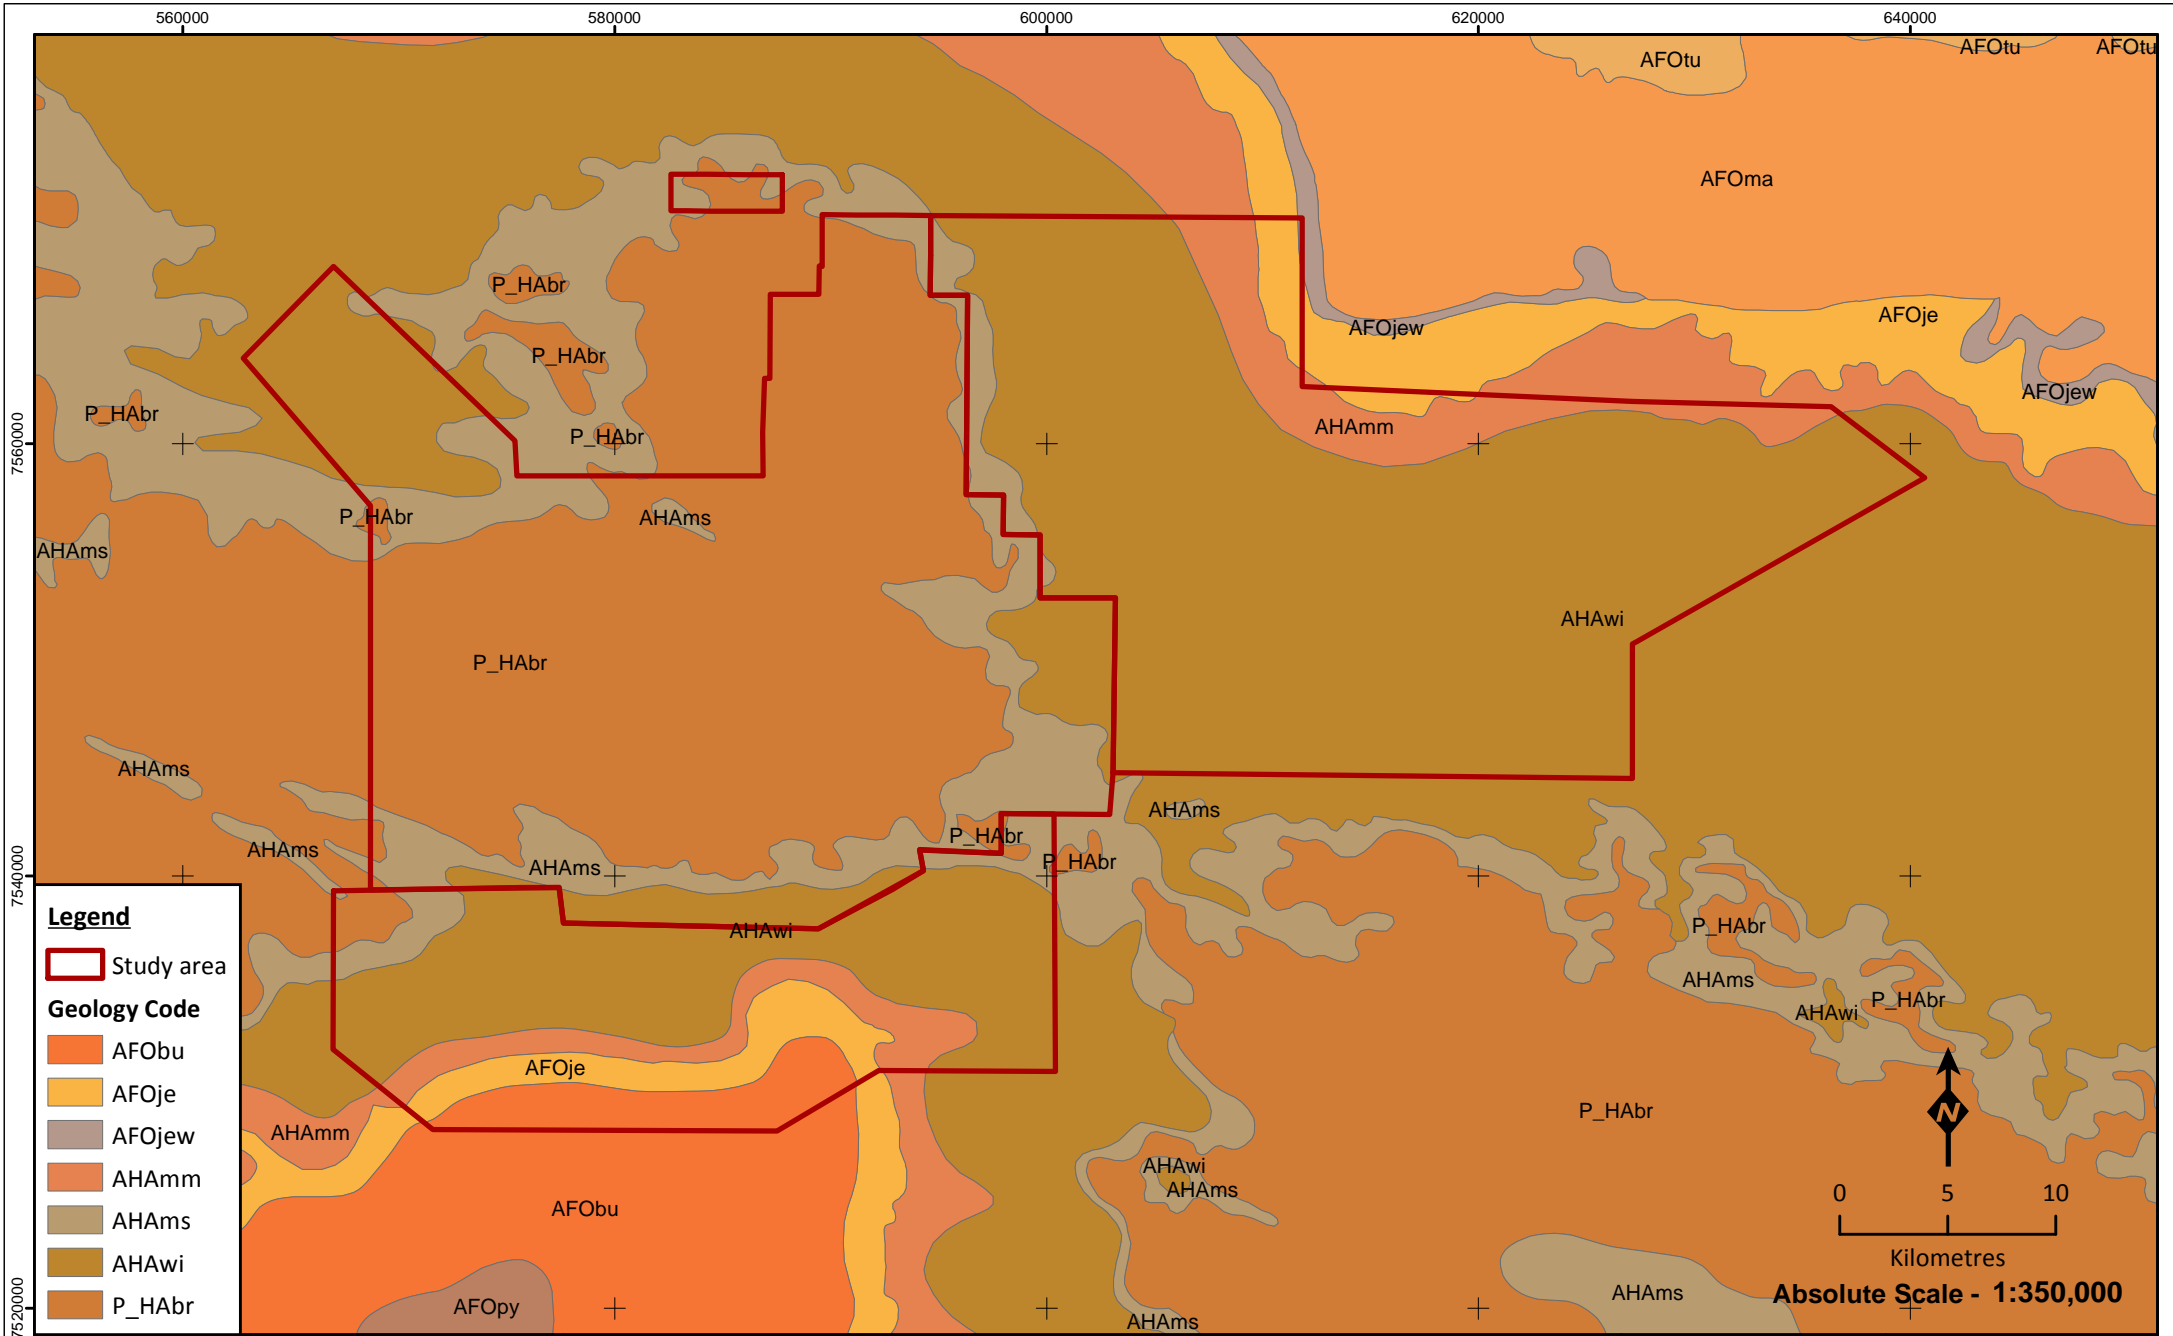 560000 580000 600000 620000 640000
AFOtu AFOtu
AFOtu
AFOma
P_HAbr
AFOje
AFOjew
P_HAbr
AFOjew
P_HAbr
AHAmm
P_HAbr
7560000
P_HAbr AHAms
AHAms
AHAwi
P_HAbr
AHAms
AHAms
P_HAbr
AHAms
P_HAbr
AHAms
7540000
P_HAbr
AHAwi
AHAms
P_HAbr
AHAwi
AFOje
P_HAbr
AHAmm
AHAwi
AHAms
AFObu
AHAms
AFOpy
AHAms
7520000
Legend
Study area
Geology Code
AFObu
AFOje
AFOjew
AHAmm
AHAms
AHAwi
P_HAbr
N
0 5 10
Kilometres
Absolute Scale - 1:350,000